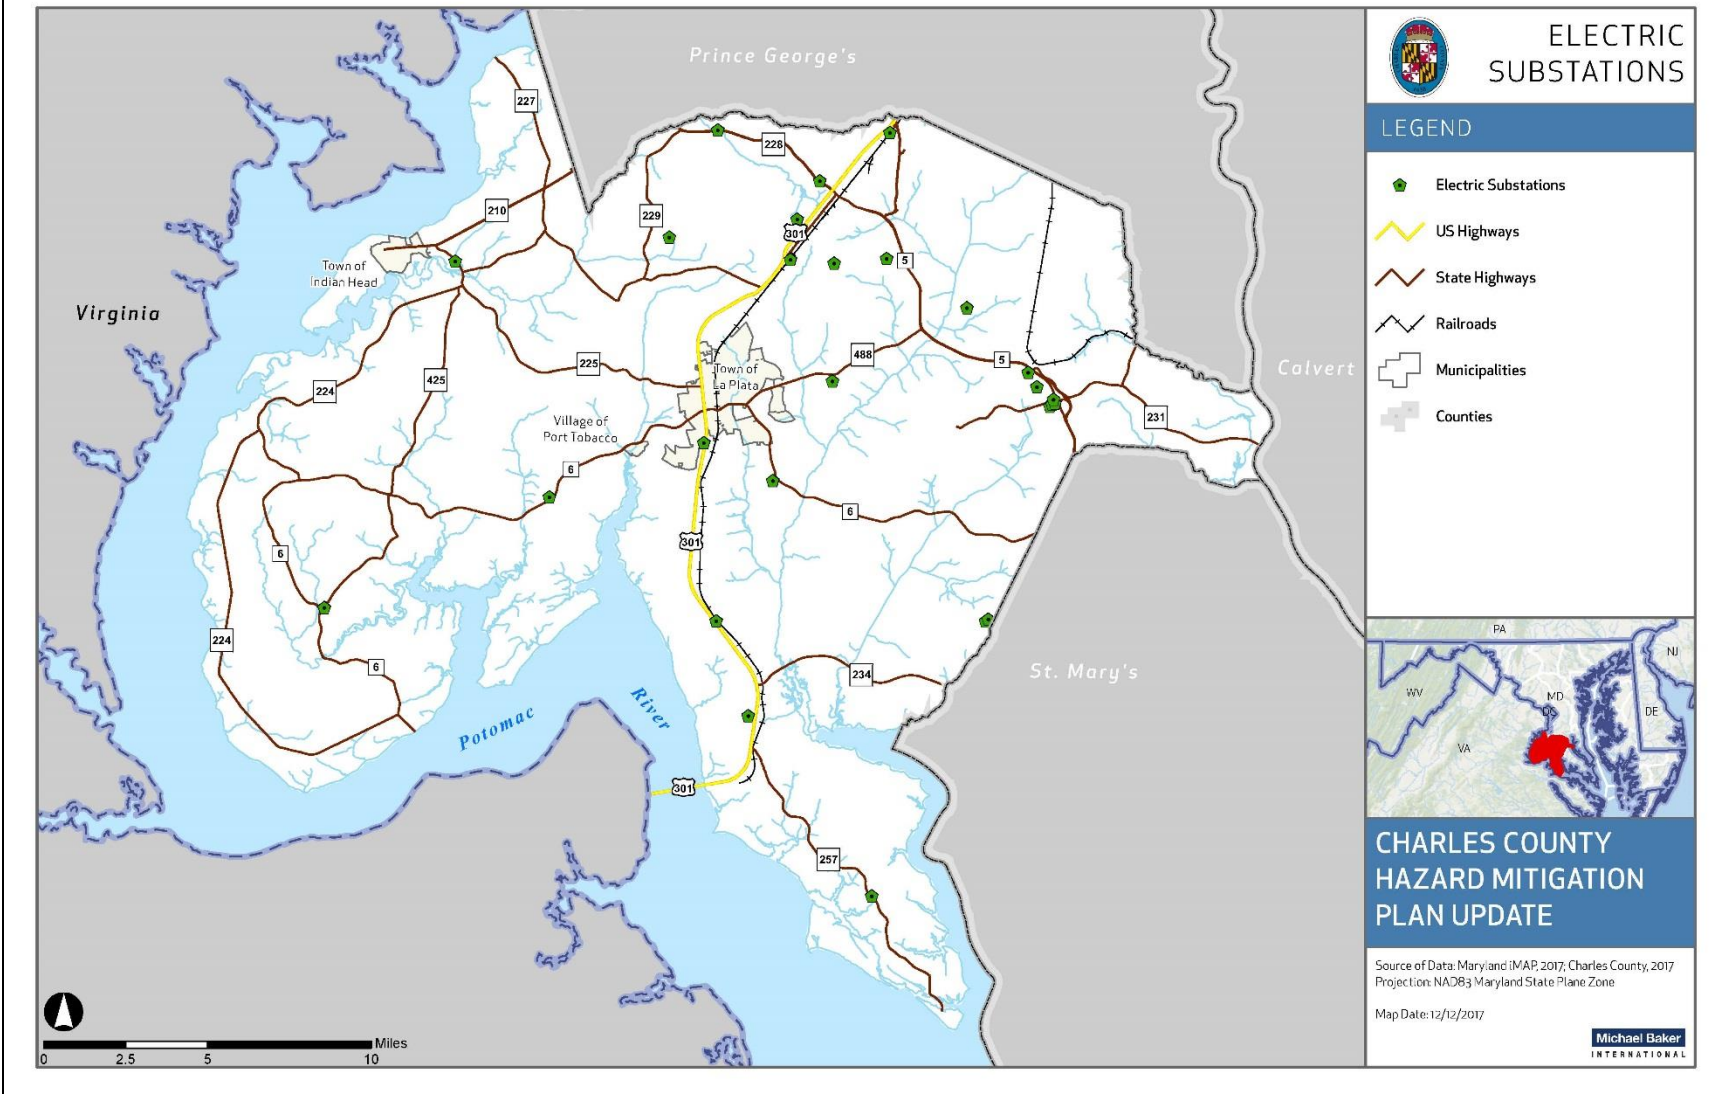 ELECTRIC
SUBSTATIONS
LEGEND
Electric Substations
US Highways
State Highways
Railroads
Municipalities
Counties
Prince George's
227
228
210
229
301
5
Town of
Indian Head
Virginia
Calvert
488
5
225
Town of
La Plata
224
425
231
Village of
Port Tobacco
6
6
301
6
224
6
234
St. Mary's
Potomac
River
301
257
PA
NJ
WV
MD
DC
DE
VA
CHARLES COUNTY
HAZARD MITIGATION
PLAN UPDATE
Source of Data: Maryland iMAP, 2017; Charles County, 2017
Projection: NAD83 Maryland State Plane Zone
Map Date: 12/12/2017
Michael Baker
INTERNATIONAL
Miles
0 2.5 5 10